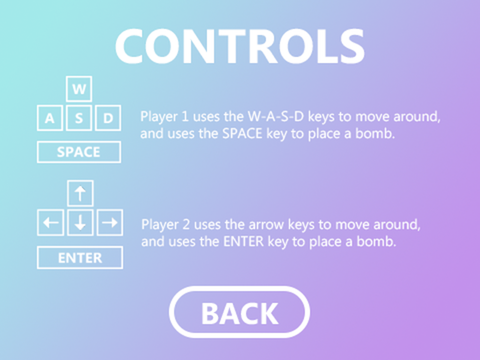 CONTROLS
W
A S D
SPACE
Player 1 uses the W-A-S-D keys to move around,
and uses the SPACE key to place a bomb.
↑
← ↓ →
ENTER
Player 2 uses the arrow keys to move around,
and uses the ENTER key to place a bomb.
BACK